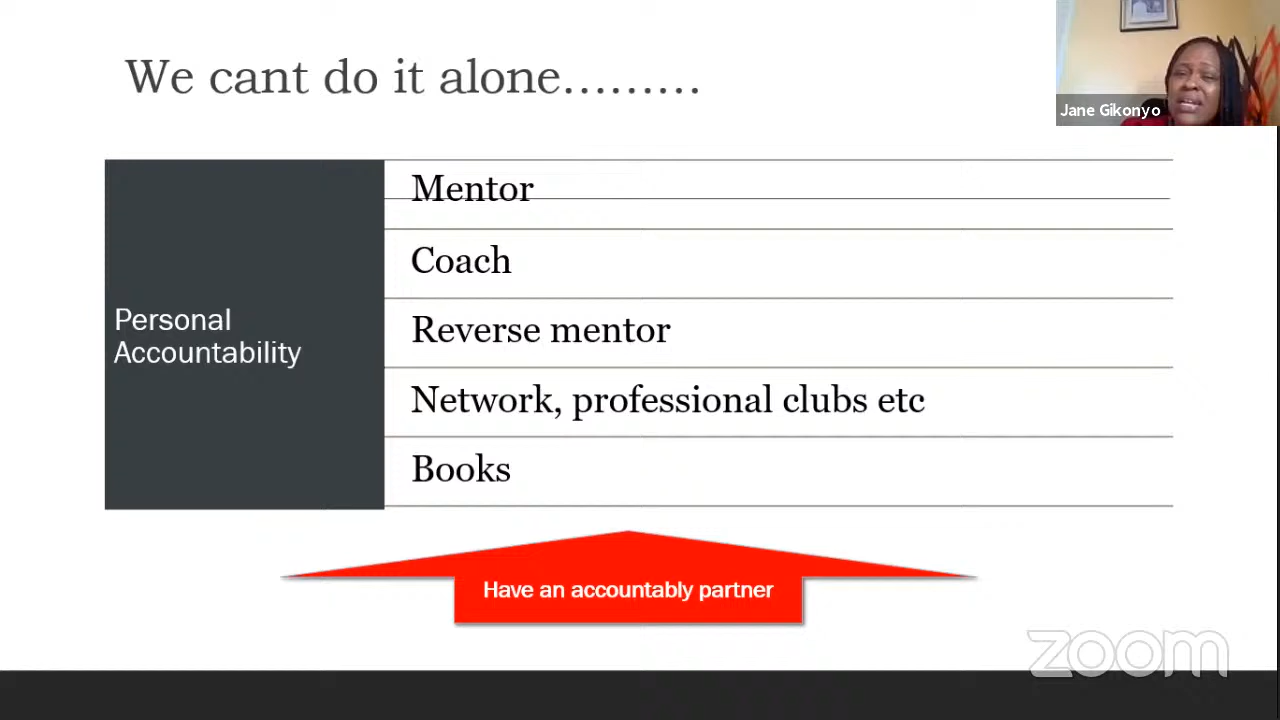 We cant do it alone.........
Jane Gikonyo
Personal
Accountability
Mentor
Coach
Reverse mentor
Network, professional clubs etc
Books
Have an accountably partner
zoom